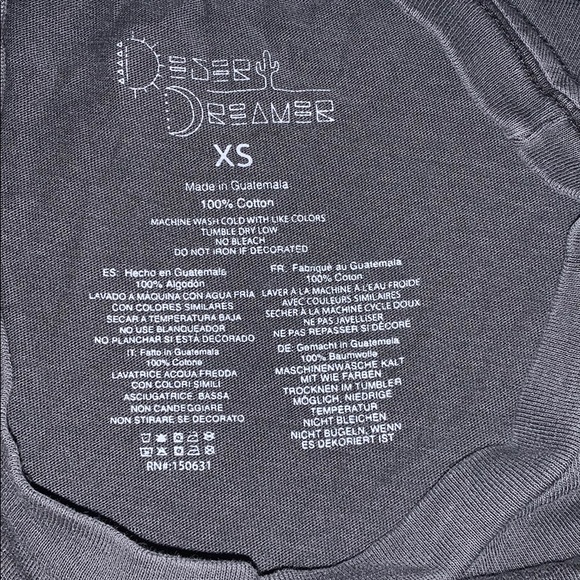 DESERT
DREAMER
XS
Made in Guatemala
100% Cotton
MACHINE WASH COLD WITH LIKE COLORS
TUMBLE DRY LOW
NO BLEACH
DO NOT IRON IF DECORATED
ES: Hecho en Guatemala
100% Algodón
LAVADO A MÁQUINA CON AGUA FRÍA
CON COLORES SIMILARES
SECAR A TEMPERATURA BAJA
NO USE BLANQUEADOR
NO PLANCHAR SI ESTÁ DECORADO
IT: Fatto in Guatemala
100% Cotone
LAVATRICE ACQUA FREDDA
CON COLORI SIMILI
ASCIUGATRICE, BASSA
NON CANDEGGIARE
NON STIRARE SE DECORATO
FR: Fabriqué au Guatemala
100% Coton
LAVER À LA MACHINE À L'EAU FROIDE
AVEC COULEURS SIMILAIRES
SÉCHER À LA MACHINE CYCLE DOUX
NE PAS JAVELLISER
NE PAS REPASSER SI DÉCORÉ
DE: Gemacht in Guatemala
100% Baumwolle
MASCHINENWÄSCHE KALT
MIT WIE FARBEN
TROCKNEN IM TUMBLER
MÖGLICH, NIEDRIGE
TEMPERATUR
NICHT BLEICHEN
NICHT BÜGELN, WENN
ES DEKORIERT IST
RN#:150631